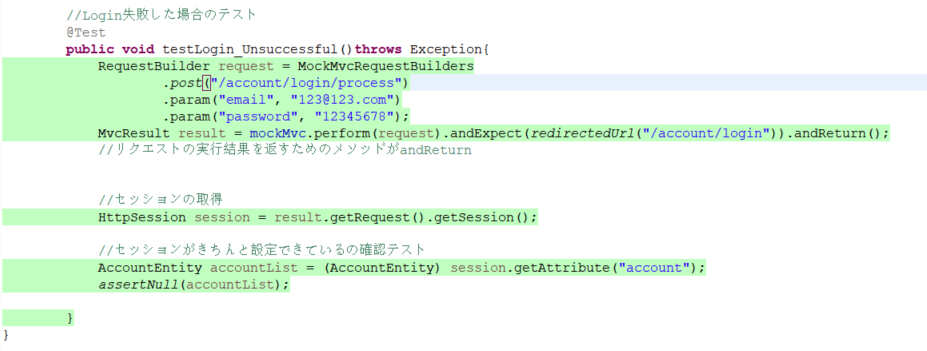 //Login失敗した場合のテスト
@Test
public void testLogin_Unsuccessful()throws Exception{
RequestBuilder request = MockMvcRequestBuilders
.post("/account/login/process")
.param("email", "123@123.com")
.param("password", "12345678");
MvcResult result = mockMvc.perform(request).andExpect(redirectedUrl("/account/login")).andReturn();
//リクエストの実行結果を返すためのメソッドがandReturn
//セッションの取得
HttpSession session = result.getRequest().getSession();
//セッションがきちんと設定できているの確認テスト
AccountEntity accountList = (AccountEntity) session.getAttribute("account");
assertNull(accountList);
}
}